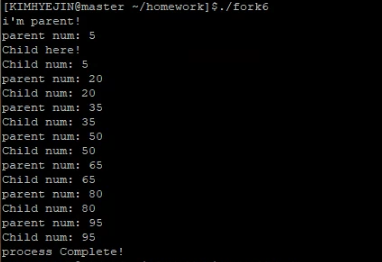 [KIMHYEJIN@master ~/homework]$./fork6
i'm parent!
parent num: 5
Child here!
Child num: 5
parent num: 20
Child num: 20
parent num: 35
Child num: 35
parent num: 50
Child num: 50
parent num: 65
Child num: 65
parent num: 80
Child num: 80
parent num: 95
Child num: 95
process Complete!